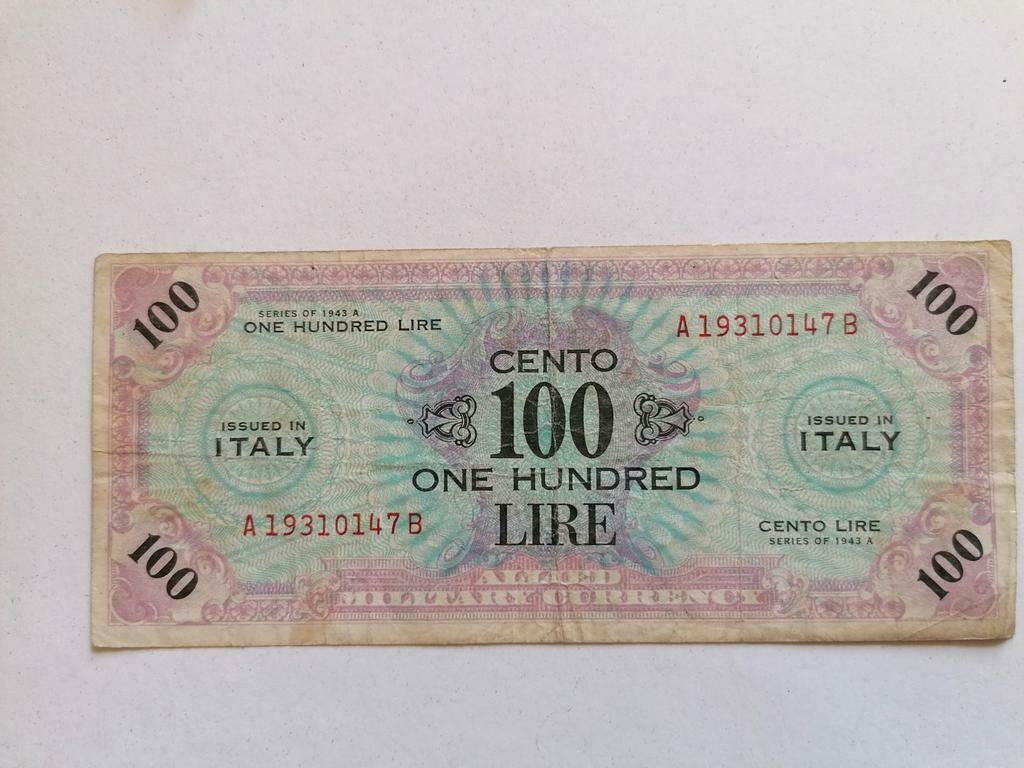 100
100
SERIES OF 1943 A
ONE HUNDRED LIRE
A19310147B
CENTO
100
ONE HUNDRED
LIRE
ISSUED IN
ITALY
ISSUED IN
ITALY
A19310147B
CENTO LIRE
SERIES OF 1943 A
100
100
ALLIED
MILITARY CURRENCY